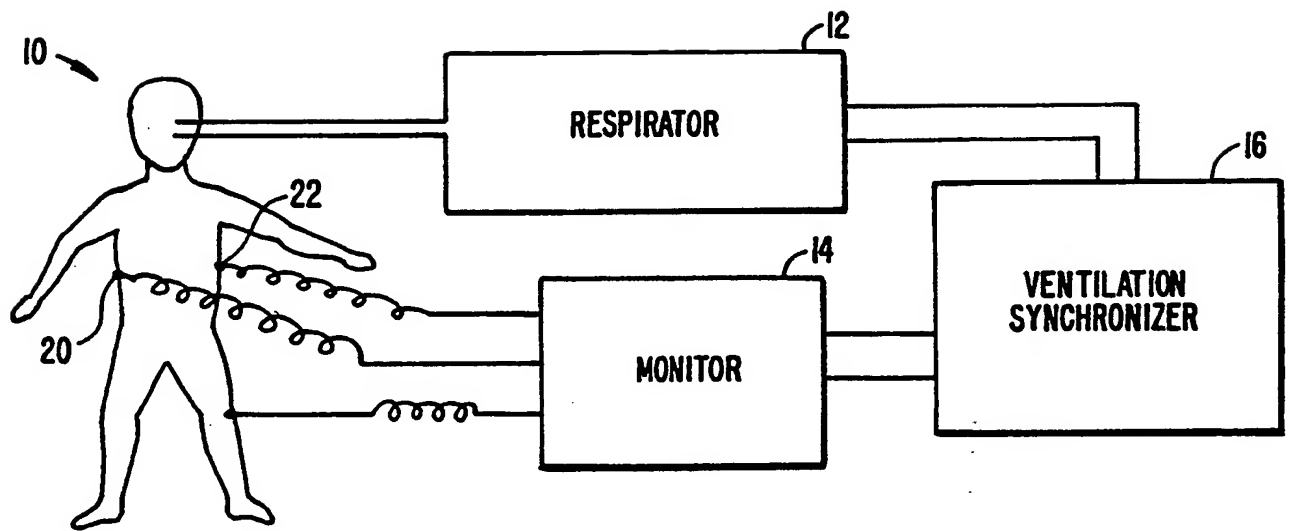 10
12
RESPIRATOR
16
22
14
VENTILATION
SYNCHRONIZER
20
MONITOR